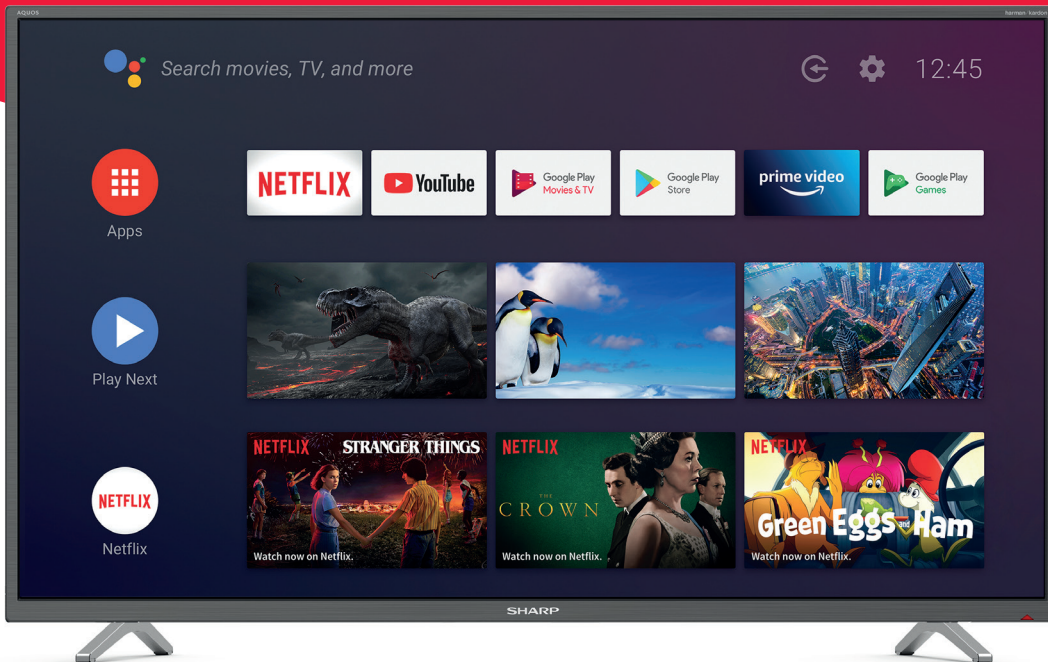 AQUOS
harman/kardon
Search movies, TV, and more
12:45
Apps
NETFLIX
YouTube
Google Play
Movies & TV
Google Play
Store
prime video
Google Play
Games
Play Next
NETFLIX
Netflix
NETFLIX
STRANGER THINGS
Watch now on Netflix.
NETFLIX
THE
CROWN
Watch now on Netflix.
NETFLIX
Green Eggs and Ham
Watch now on Netflix.
SHARP